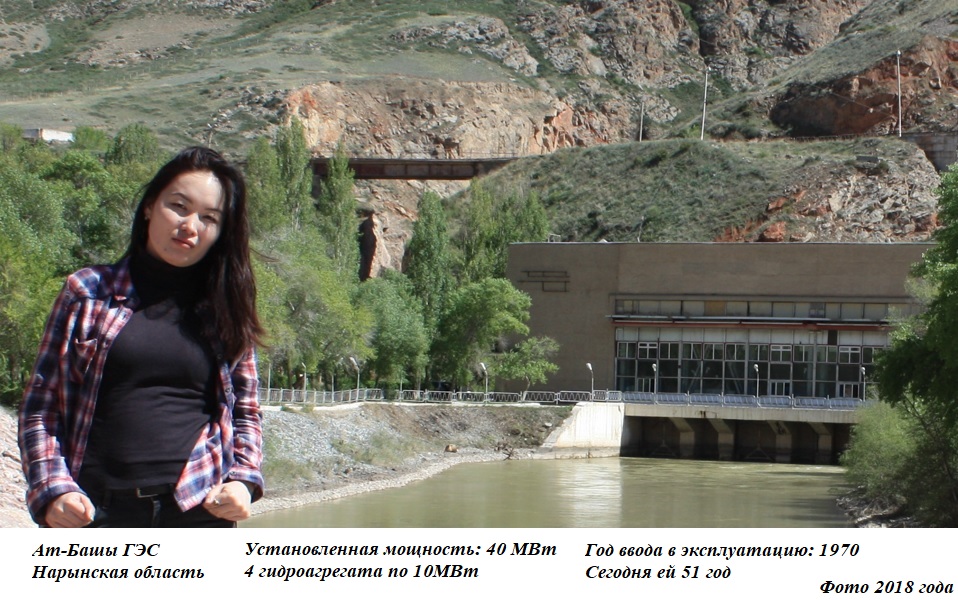 Ат-Башы ГЭС
Нарынская область
Установленная мощность: 40 МВт
4 гидроагрегата по 10МВт
Год ввода в эксплуатацию: 1970
Сегодня ей 51 год
Фото 2018 года